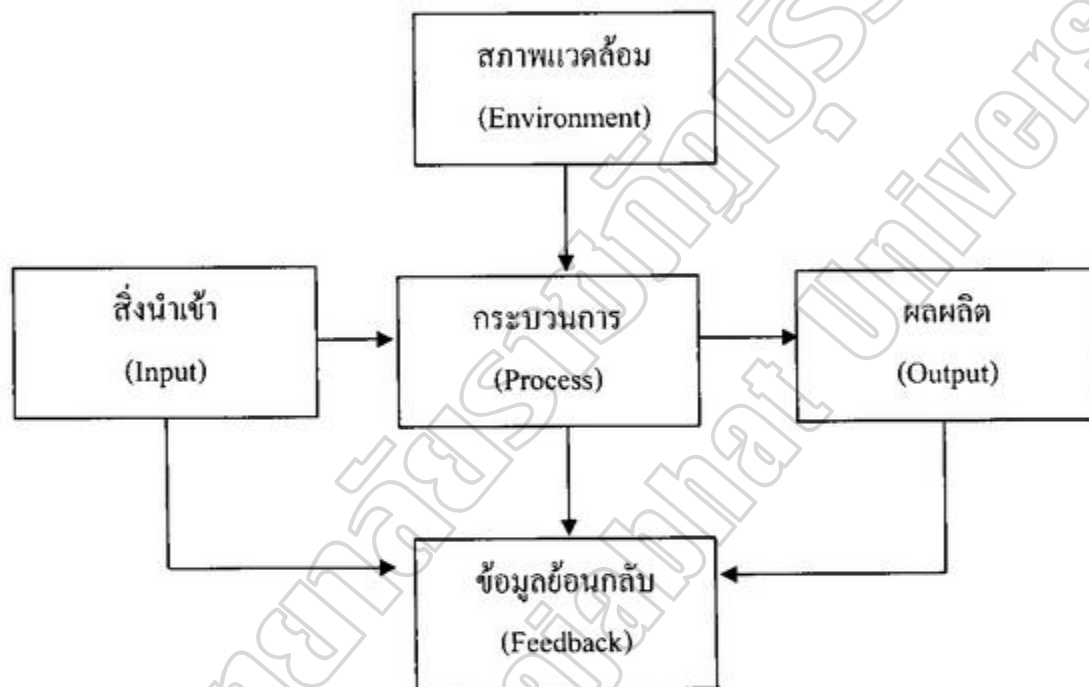 สภาพแวดล้อม
(Environment)
สิ่งนำเข้า
(Input)
กระบวนการ
(Process)
ผลผลิต
(Output)
ข้อมูลย้อนกลับ
(Feedback)